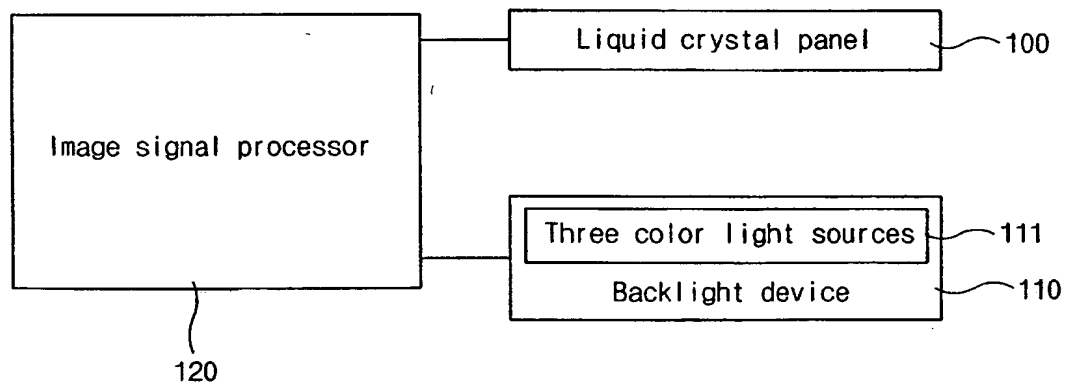 Liquid crystal panel
100
Image signal processor
Three color light sources
111
Backlight device
110
120